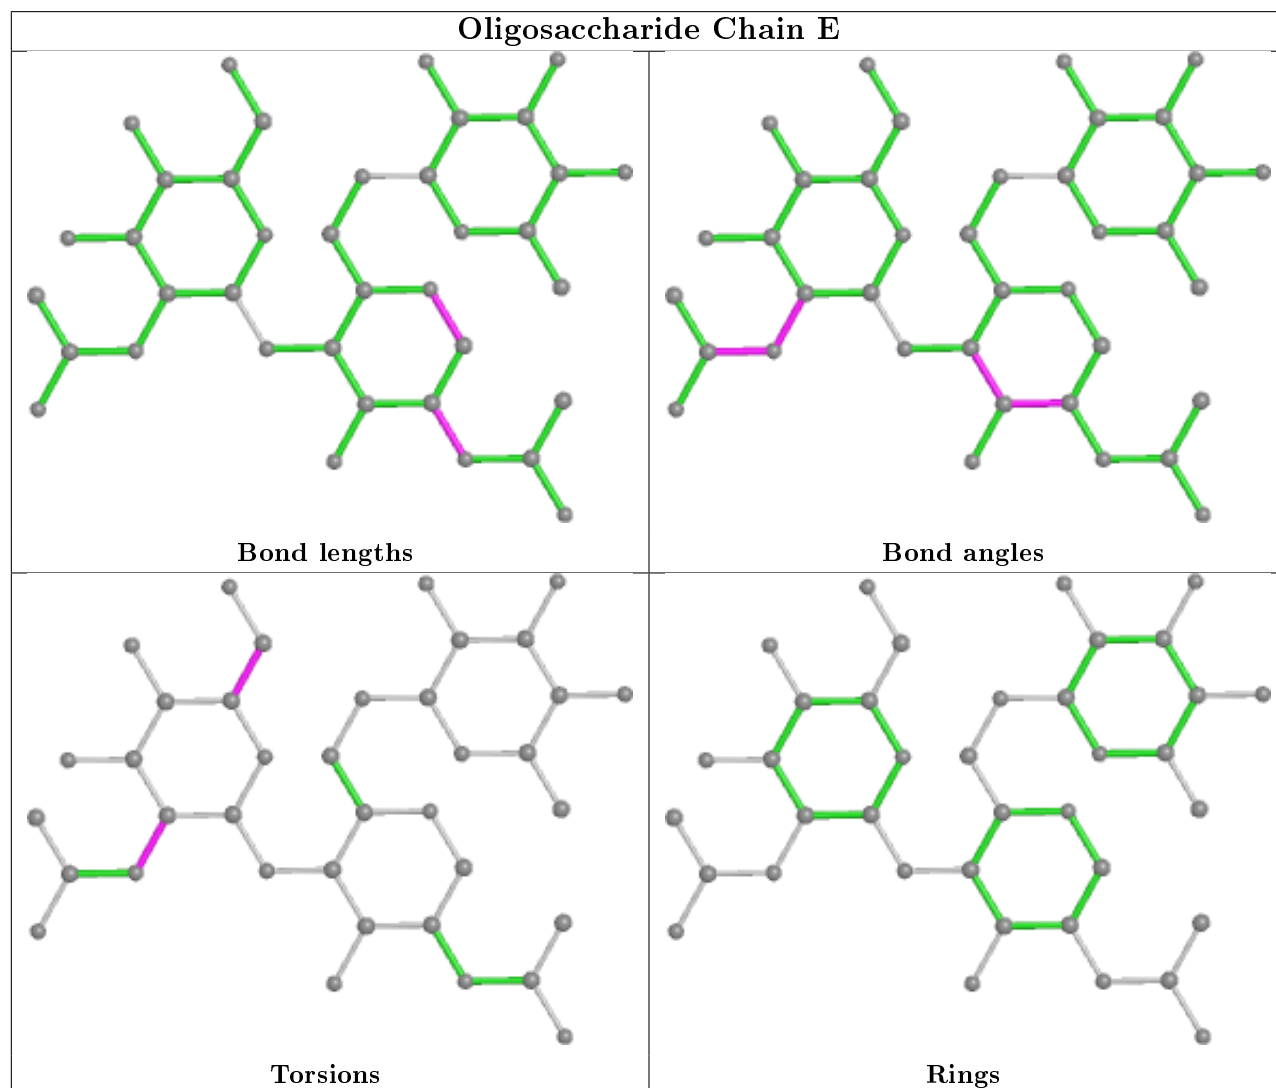 Oligosaccharide Chain E
Bond lengths
Bond angles
Torsions
Rings